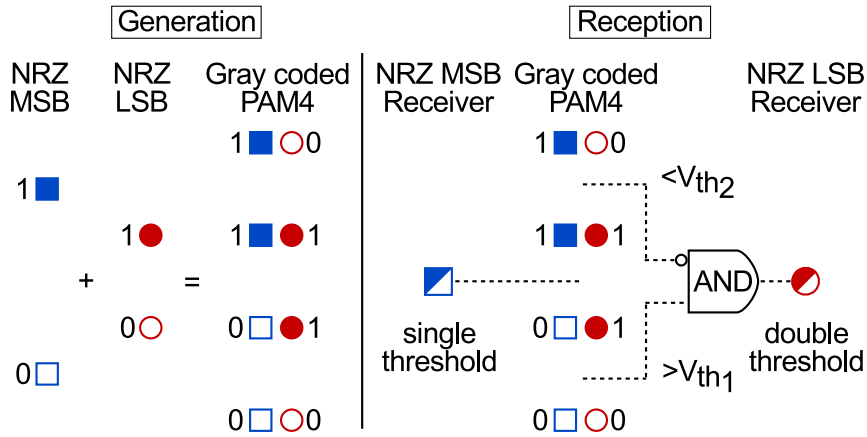 Generation
Reception
NRZ MSB
NRZ LSB
Gray coded PAM4
NRZ MSB Receiver
Gray coded PAM4
NRZ LSB Receiver
1 0
1 0
1
<Vth2
1
1 1
1 1
+
=
AND
0
0 1
0 1
single threshold
double threshold
0
>Vth1
0 0
0 0